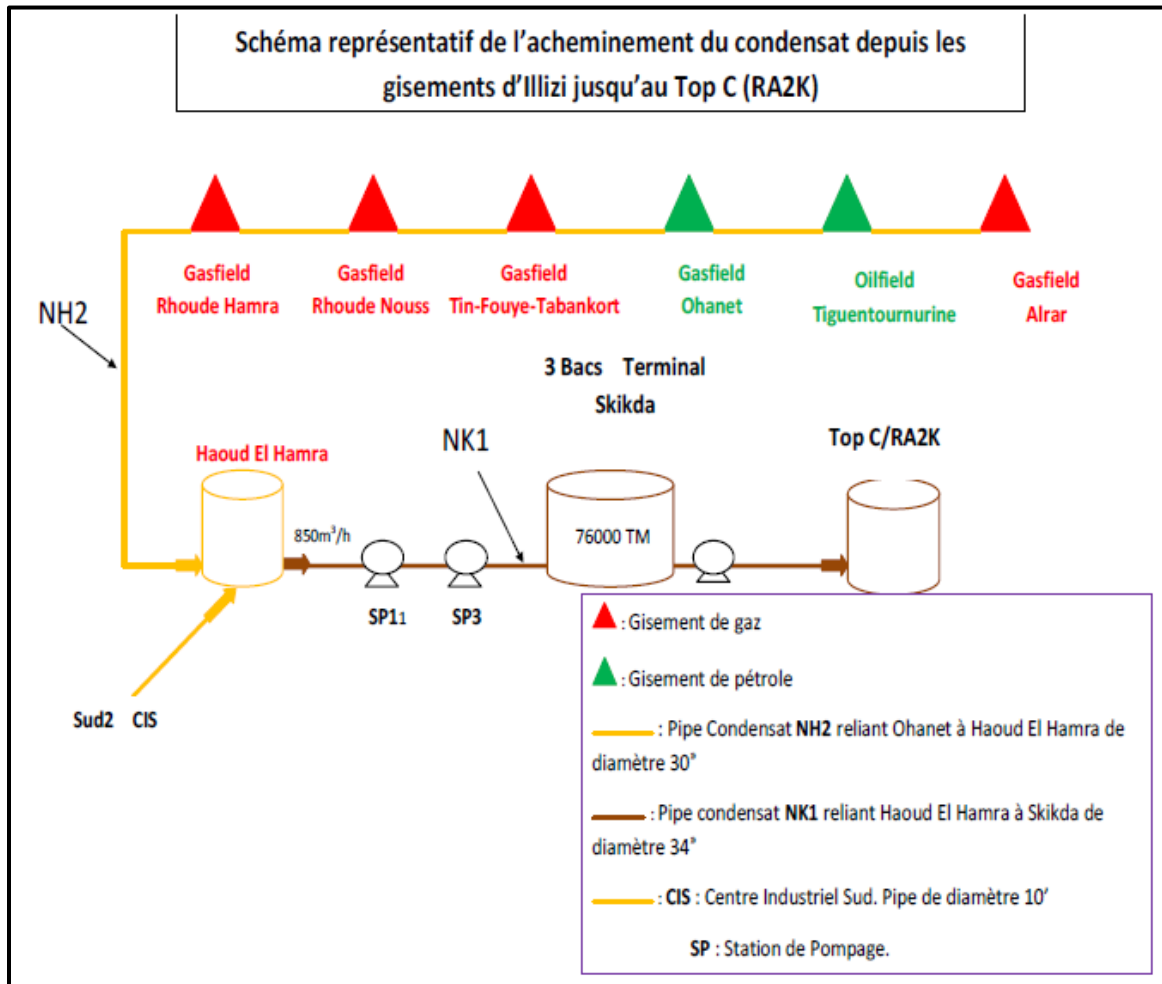 Schéma représentatif de l'acheminement du condensat depuis les
gisements d'Illizi jusqu'au Top C (RA2K)
Gasfield
Rhoude Hamra
Gasfield
Rhoude Nouss
Gasfield
Tin-Fouye-Tabankort
Gasfield
Ohanet
Oilfield
Tiguentournurine
Gasfield
Alrar
NH2
3 Bacs Terminal
Skikda
Haoud El Hamra
NK1
Top C/RA2K
850m³/h
76000 TM
SP11
SP3
Sud2 CIS
: Gisement de gaz
: Gisement de pétrole
: Pipe Condensat NH2 reliant Ohanet à Haoud El Hamra de
diamètre 30"
: Pipe condensat NK1 reliant Haoud El Hamra à Skikda de
diamètre 34"
: CIS : Centre Industriel Sud. Pipe de diamètre 10'
SP : Station de Pompage.